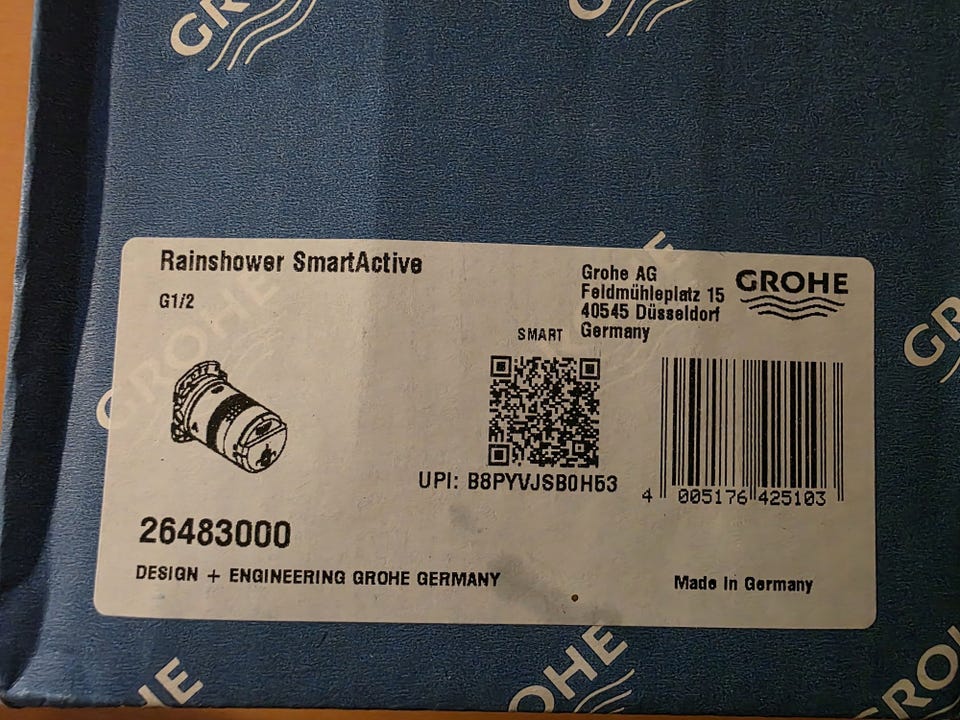 GROHE
Rainshower SmartActive
G1/2
Grohe AG
Feldmühleplatz 15
40545 Düsseldorf
Germany
GROHE
SMART
UPI: B8PYVJSB0H53
4 005176 425103
26483000
DESIGN + ENGINEERING GROHE GERMANY
Made in Germany
GROHE